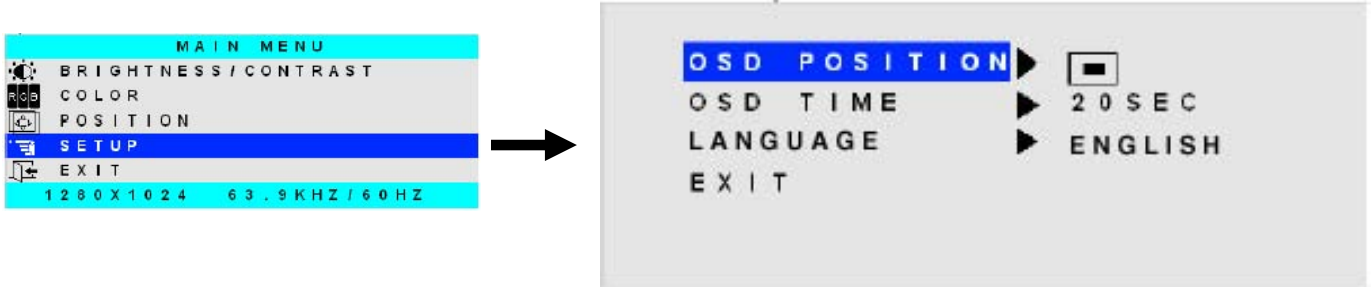 MAIN MENU
BRIGHTNESS/CONTRAST
RGB COLOR
POSITION
SETUP
EXIT
1280X1024 63.9KHZ/60HZ
OSD POSITION
OSD TIME 20SEC
LANGUAGE ENGLISH
EXIT